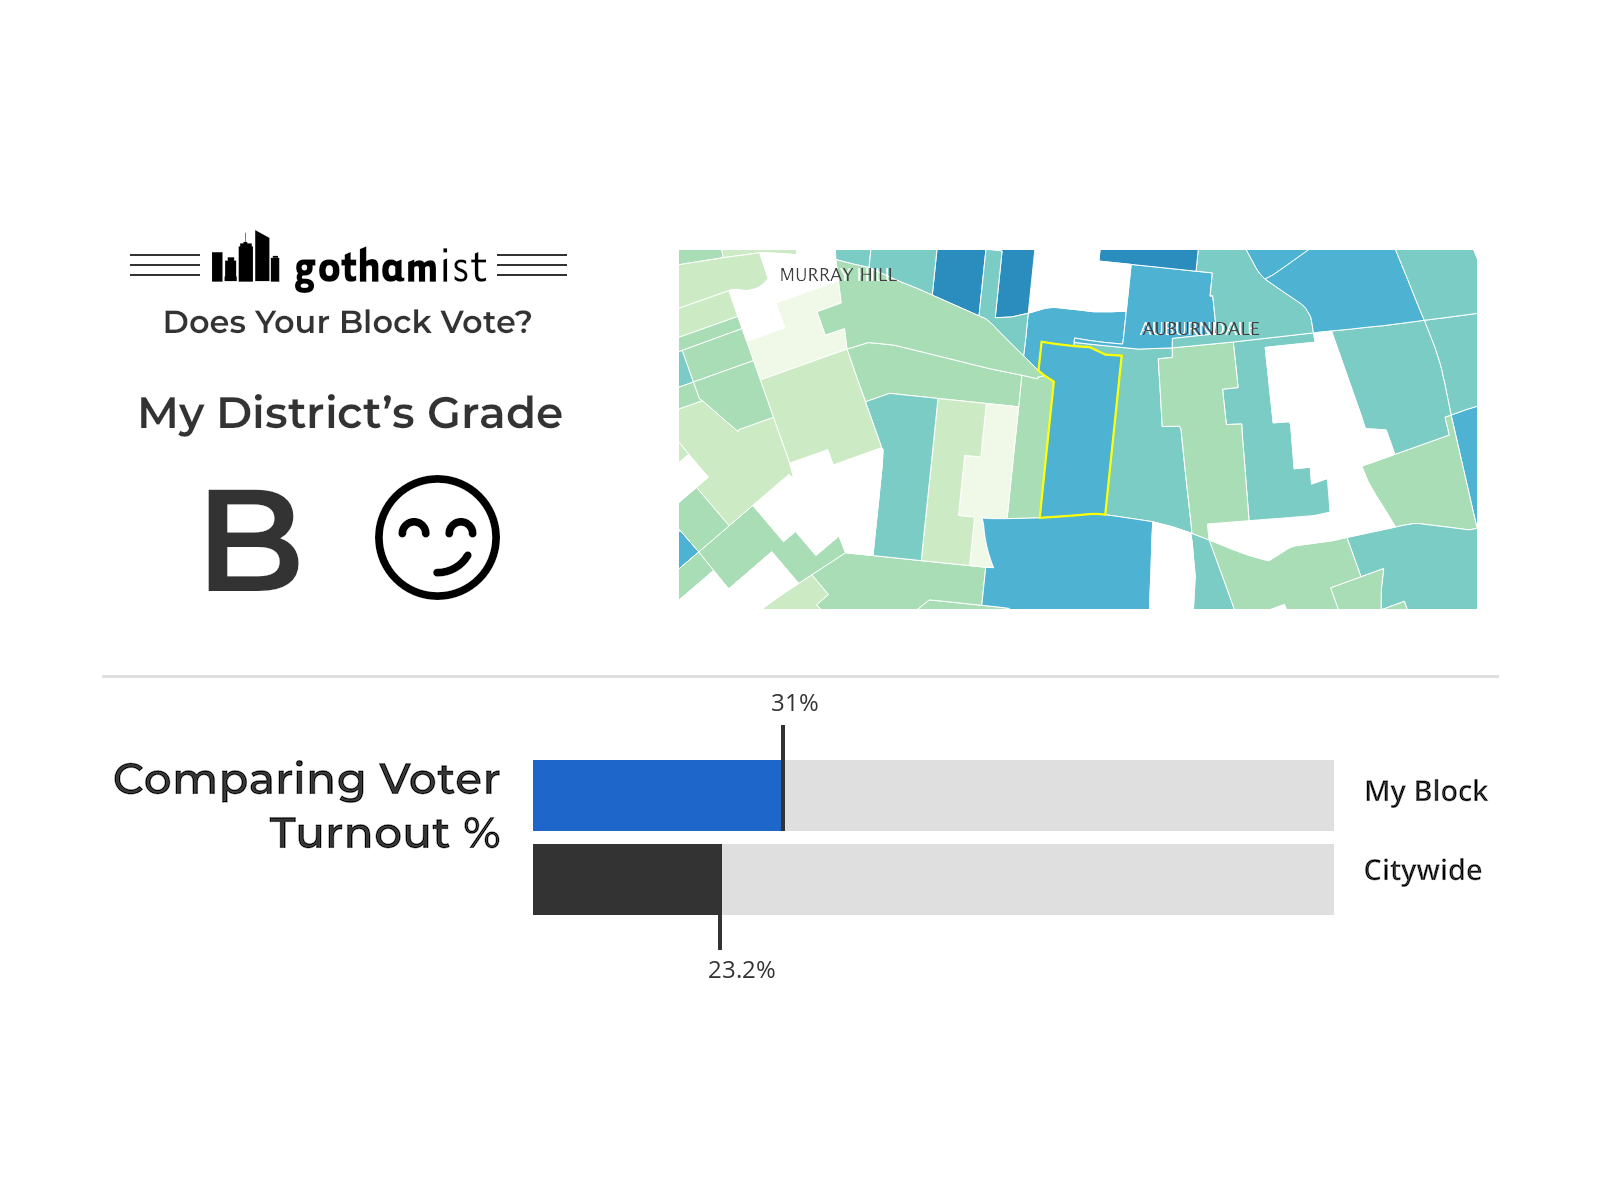 gothamist
Does Your Block Vote?
My District's Grade
B
MURRAY HILL
AUBURNDALE
31%
Comparing Voter
Turnout %
My Block
Citywide
23.2%